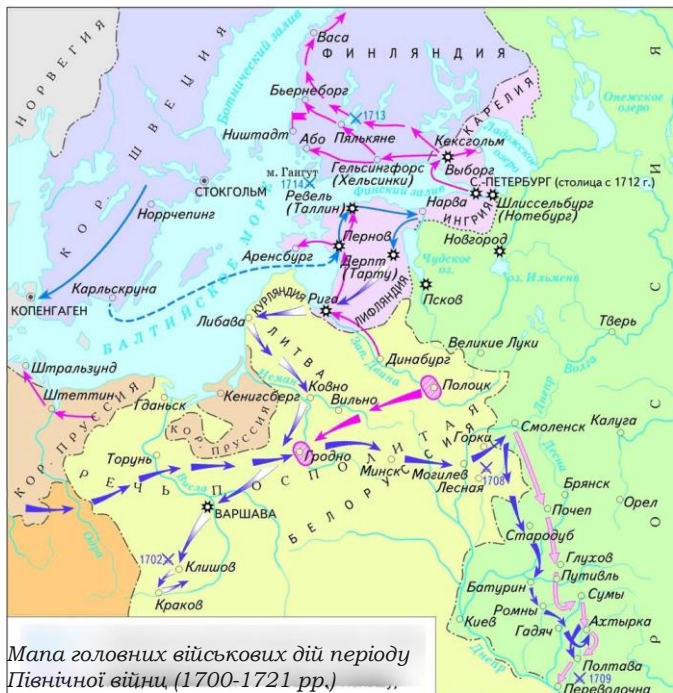 НОРВЕГИЯ
КОР. ШВЕЦИЯ
Ботнический залив
ФИНЛЯНДИЯ
Васа
Бьернеборг
1713
Ништадт
Або
Пялькяне
КАРЕЛИЯ
Кексгольм
Ладожское
озеро
Онежское
озеро
Выборг
Гельсингфорс
(Хельсинки)
м. Гангут
1714
СТОКГОЛЬМ
С.-ПЕТЕРБУРГ (столица с 1712 г.)
Финский залив
Ревель
(Таллин)
Нарва
ИНГРИЯ
Шлиссельбург
(Нотебург)
Норрчепинг
Новгород
Пернов
Аренсбург
Дерпт
(Тарту)
Чудское
оз.
оз. Ильмень
Карльскруна
БАЛТИЙСКОЕ МОРЕ
КОПЕНГАГЕН
Псков
КУРЛЯНДИЯ
Рига
ЛИФЛЯНДИЯ
Либава
Тверь
Великие Луки
Волга
ЛИТВА
Зап. Двина
Динабург
Штральзунд
Неман
Полоцк
Штеттин
Гданьск
Кенигсберг
Ковно
Вильно
Днепр
Смоленск
Калуга
КОР. ПРУССИЯ
КОР. ПРУССИЯ
Горки
Десна
Гродно
РЕЧЬ ПОСПОЛИТАЯ
Торунь
Минск
Могилев
Лесная
1708
Брянск
Висла
Орел
Почеп
ВАРШАВА
БЕЛОРУССИЯ
Одра
Стародуб
1702
Клишов
Глухов
Путивль
Краков
Батурин
Сумы
Киев
Ромны
Ахтырка
Гадяч
РОССИЯ
Днепр
Полтава
1709
Переволочна
Мапа головних військових дій періоду
Північної війни (1700-1721 рр.)